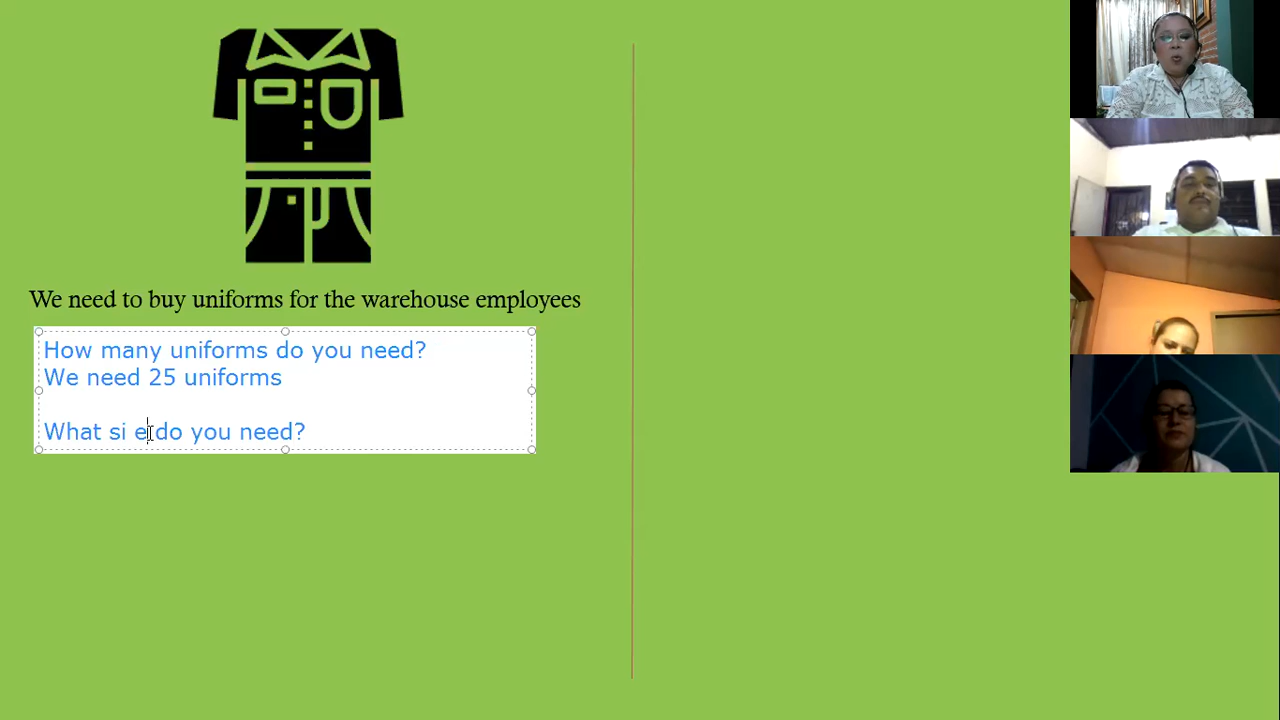 We need to buy uniforms for the warehouse employees
How many uniforms do you need?
We need 25 uniforms
What si e do you need?